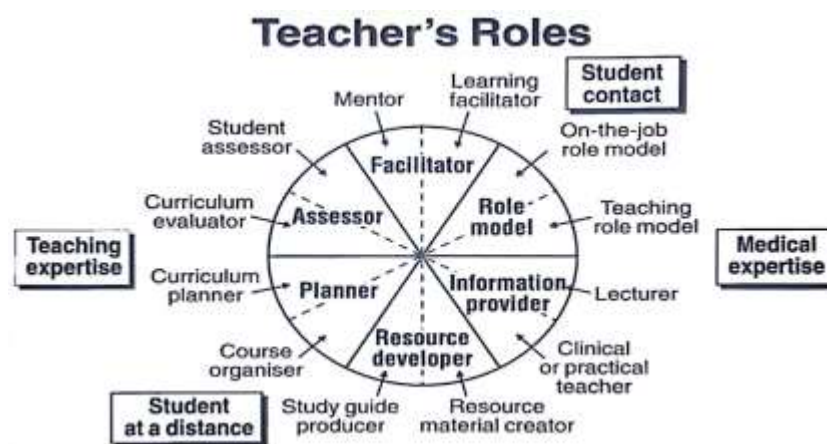 Teacher's Roles
Student
contact
Learning
facilitator
Mentor
Student
assessor
On-the-job
role model
Facilitator
Curriculum
evaluator
Assessor
Role
model
Teaching
role model
Teaching
expertise
Medical
expertise
Curriculum
planner
Planner
Information
provider
Lecturer
Resource
developer
Course
organiser
Clinical
or practical
teacher
Student
at a distance
Study guide
producer
Resource
material creator